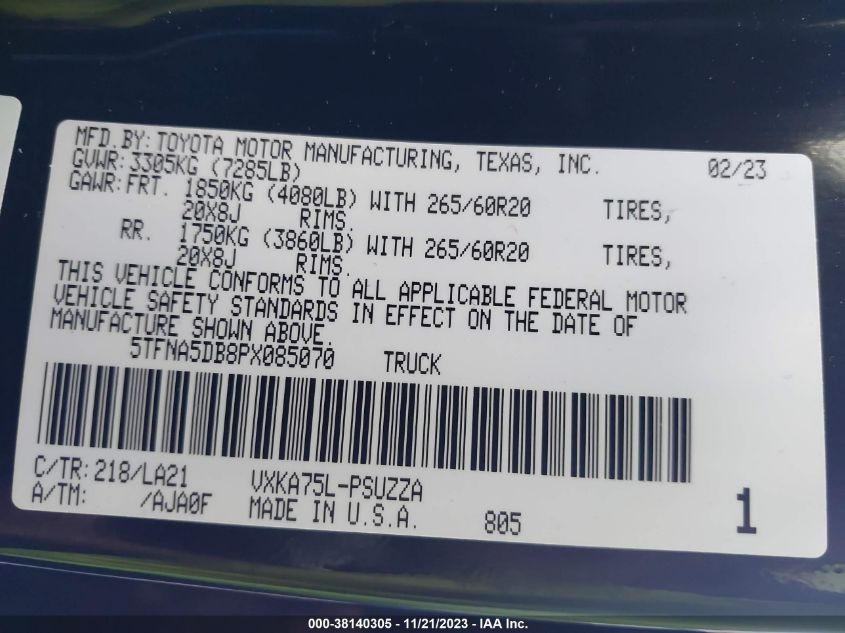 MFD.BY:TOYOTA MOTOR MANUFACTURING, TEXAS, INC. 02/23
GVWR:3305KG (7285LB)
GAWR:FRT. 1850KG (4080LB) WITH 265/60R20 TIRES,
20X8J RIMS.
RR. 1750KG (3860LB) WITH 265/60R20 TIRES,
20X8J RIMS.
THIS VEHICLE CONFORMS TO ALL APPLICABLE FEDERAL MOTOR
VEHICLE SAFETY STANDARDS IN EFFECT ON THE DATE OF
MANUFACTURE SHOWN ABOVE.
5TFNA5DB8PX085070 TRUCK
C/TR:218/LA21 VXKA75L-PSUZZA
A/TM: /AJA0F MADE IN U.S.A. 805 1
000-38140305 - 11/21/2023 - IAA Inc.